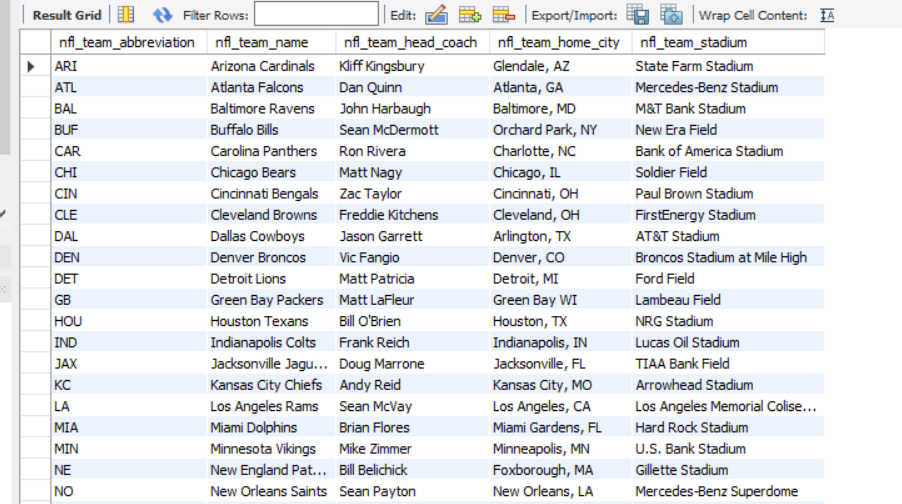 Result Grid Filter Rows: Edit: Export/Import: Wrap Cell Content: IA
nfl_team_abbreviation nfl_team_name nfl_team_head_coach nfl_team_home_city nfl_team_stadium
ARI Arizona Cardinals Kliff Kingsbury Glendale, AZ State Farm Stadium
ATL Atlanta Falcons Dan Quinn Atlanta, GA Mercedes-Benz Stadium
BAL Baltimore Ravens John Harbaugh Baltimore, MD M&T Bank Stadium
BUF Buffalo Bills Sean McDermott Orchard Park, NY New Era Field
CAR Carolina Panthers Ron Rivera Charlotte, NC Bank of America Stadium
CHI Chicago Bears Matt Nagy Chicago, IL Soldier Field
CIN Cincinnati Bengals Zac Taylor Cincinnati, OH Paul Brown Stadium
CLE Cleveland Browns Freddie Kitchens Cleveland, OH FirstEnergy Stadium
DAL Dallas Cowboys Jason Garrett Arlington, TX AT&T Stadium
DEN Denver Broncos Vic Fangio Denver, CO Broncos Stadium at Mile High
DET Detroit Lions Matt Patricia Detroit, MI Ford Field
GB Green Bay Packers Matt LaFleur Green Bay WI Lambeau Field
HOU Houston Texans Bill O'Brien Houston, TX NRG Stadium
IND Indianapolis Colts Frank Reich Indianapolis, IN Lucas Oil Stadium
JAX Jacksonville Jagu... Doug Marrone Jacksonville, FL TIAA Bank Field
KC Kansas City Chiefs Andy Reid Kansas City, MO Arrowhead Stadium
LA Los Angeles Rams Sean McVay Los Angeles, CA Los Angeles Memorial Colise...
MIA Miami Dolphins Brian Flores Miami Gardens, FL Hard Rock Stadium
MIN Minnesota Vikings Mike Zimmer Minneapolis, MN U.S. Bank Stadium
NE New England Pat... Bill Belichick Foxborough, MA Gillette Stadium
NO New Orleans Saints Sean Payton New Orleans, LA Mercedes-Benz Superdome